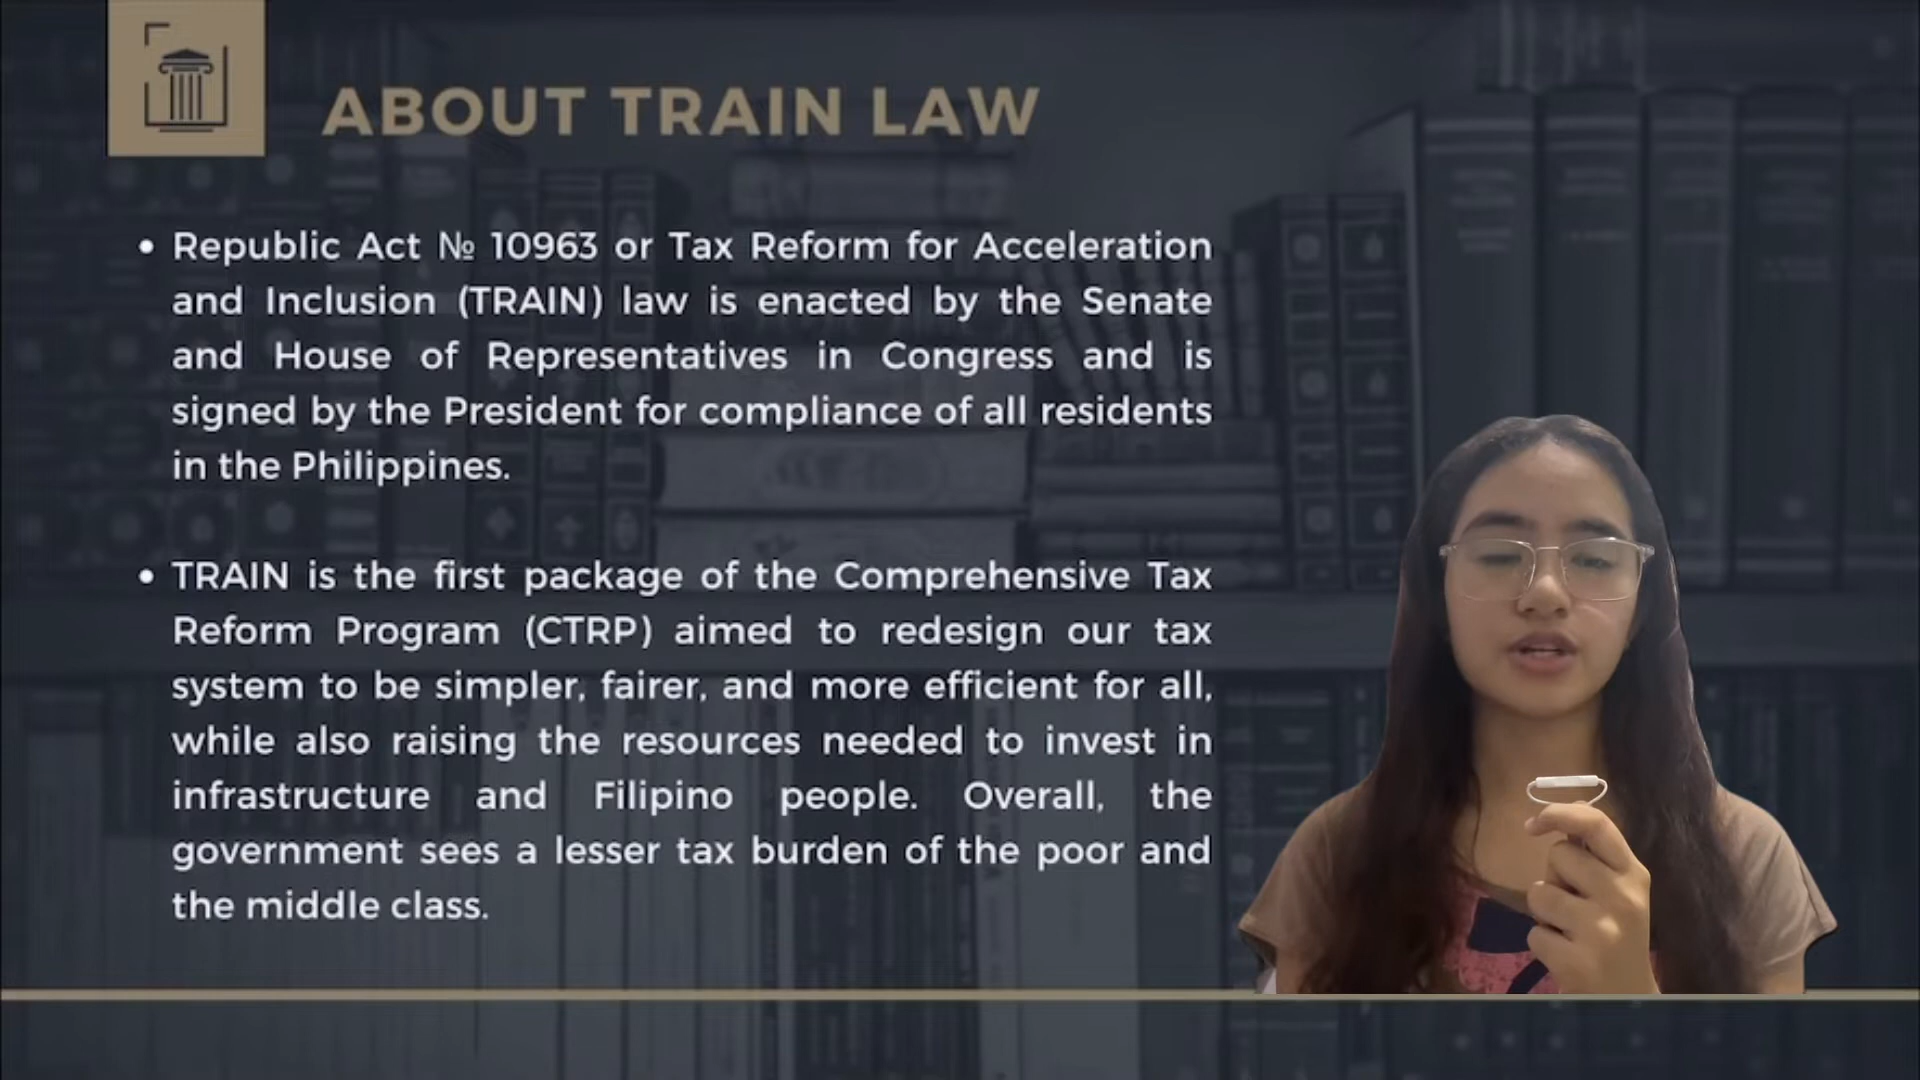 ABOUT TRAIN LAW
• Republic Act № 10963 or Tax Reform for Acceleration
and Inclusion (TRAIN) law is enacted by the Senate
and House of Representatives in Congress and is
signed by the President for compliance of all residents
in the Philippines.
• TRAIN is the first package of the Comprehensive Tax
Reform Program (CTRP) aimed to redesign our tax
system to be simpler, fairer, and more efficient for all,
while also raising the resources needed to invest in
infrastructure and Filipino people. Overall, the
government sees a lesser tax burden of the poor and
the middle class.